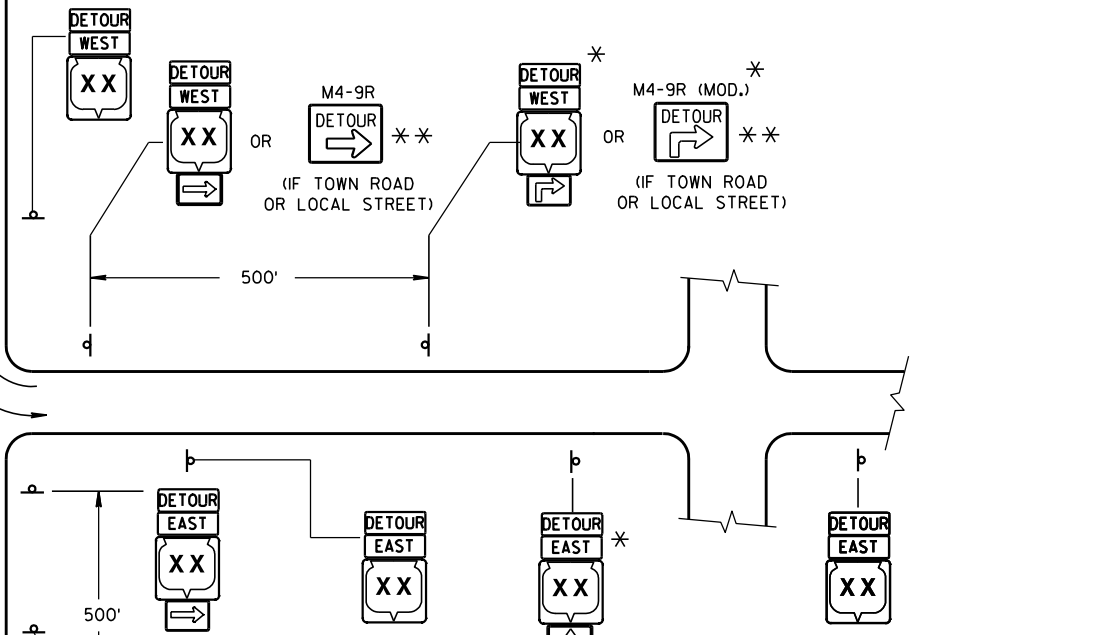 DETOUR
WEST
XX
DETOUR
WEST
XX
OR
M4-9R
DETOUR
**
(IF TOWN ROAD
OR LOCAL STREET)
DETOUR
*
WEST
XX
OR
*
M4-9R (MOD.)
DETOUR
**
(IF TOWN ROAD
OR LOCAL STREET)
500'
DETOUR
EAST
XX
500'
DETOUR
EAST
XX
DETOUR
EAST
*
XX
DETOUR
EAST
XX